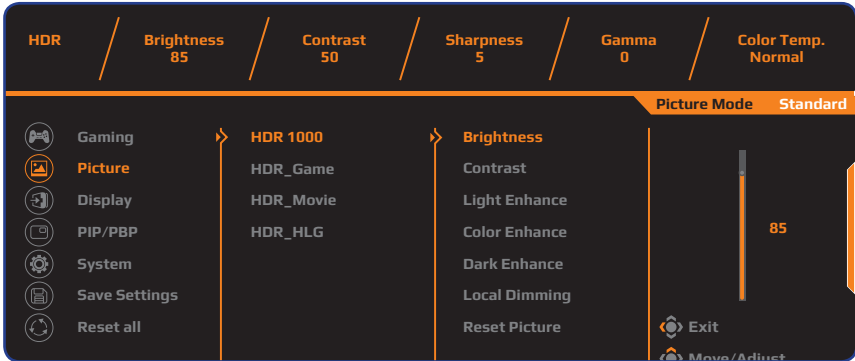 HDR Brightness Contrast Sharpness Gamma Color Temp.
85 50 5 0 Normal
Picture Mode Standard
Gaming HDR 1000 Brightness
Picture HDR_Game Contrast
Display HDR_Movie Light Enhance
PIP/PBP HDR_HLG Color Enhance 85
System Dark Enhance
Save Settings Local Dimming
Reset all Reset Picture Exit
Move/Adjust